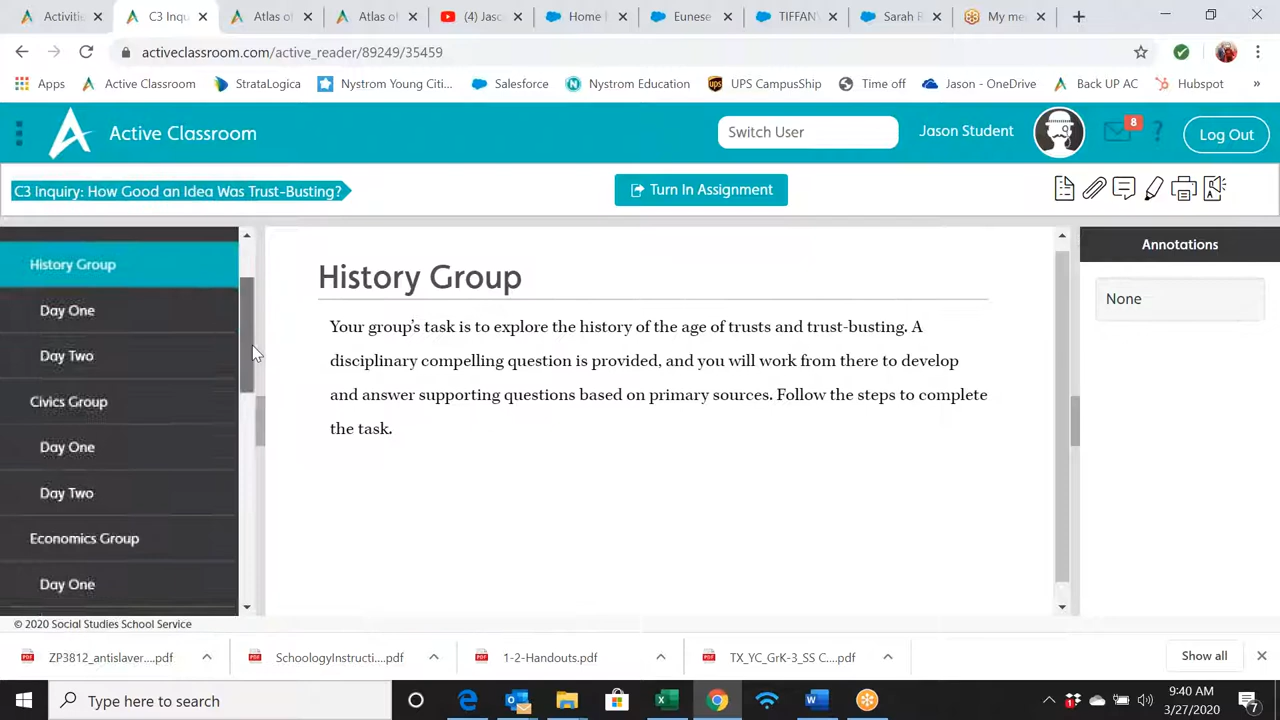 Activiti
C3 Inqu
Atlas of
Atlas of
(4) Jaso
Home
Eunese
TIFFAN
Sarah R
My me
activeclassroom.com/active_reader/89249/35459
Apps
Active Classroom
StrataLogica
Nystrom Young Citi...
Salesforce
Nystrom Education
UPS CampusShip
Time off
Jason - OneDrive
Back UP AC
Hubspot
»
Active Classroom
Switch User
Jason Student
8
?
Log Out
C3 Inquiry: How Good an Idea Was Trust-Busting?
Turn In Assignment
A
History Group
Day One
Day Two
Civics Group
Day One
Day Two
Economics Group
Day One
History Group
Your group's task is to explore the history of the age of trusts and trust-busting. A
disciplinary compelling question is provided, and you will work from there to develop
and answer supporting questions based on primary sources. Follow the steps to complete
the task.
Annotations
None
© 2020 Social Studies School Service
ZP3812_antislaver....pdf
SchoologyInstructi....pdf
1-2-Handouts.pdf
TX_YC_GrK-3_SS C....pdf
Show all
Type here to search
9:40 AM
3/27/2020
7